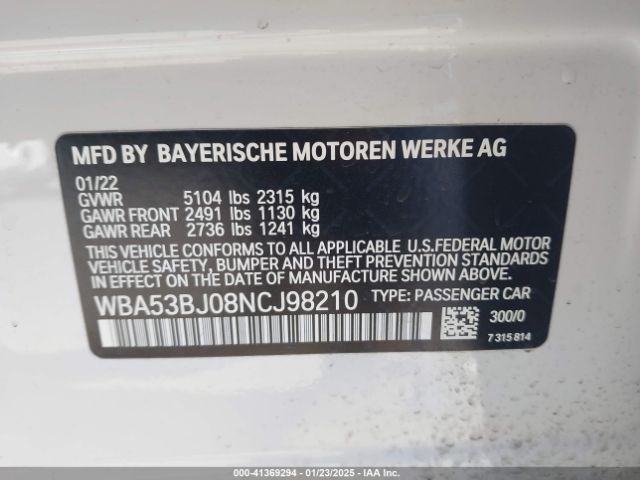 MFD BY BAYERISCHE MOTOREN WERKE AG
01/22
GVWR 5104 lbs 2315 kg
GAWR FRONT 2491 lbs 1130 kg
GAWR REAR 2736 lbs 1241 kg
THIS VEHICLE CONFORMS TO ALL APPLICABLE U.S.FEDERAL MOTOR
VEHICLE SAFETY, BUMPER AND THEFT PREVENTION STANDARDS
IN EFFECT ON THE DATE OF MANUFACTURE SHOWN ABOVE.
WBA53BJ08NCJ98210 TYPE: PASSENGER CAR
300/0
7 315 814
000-41369294 - 01/23/2025 - IAA Inc.